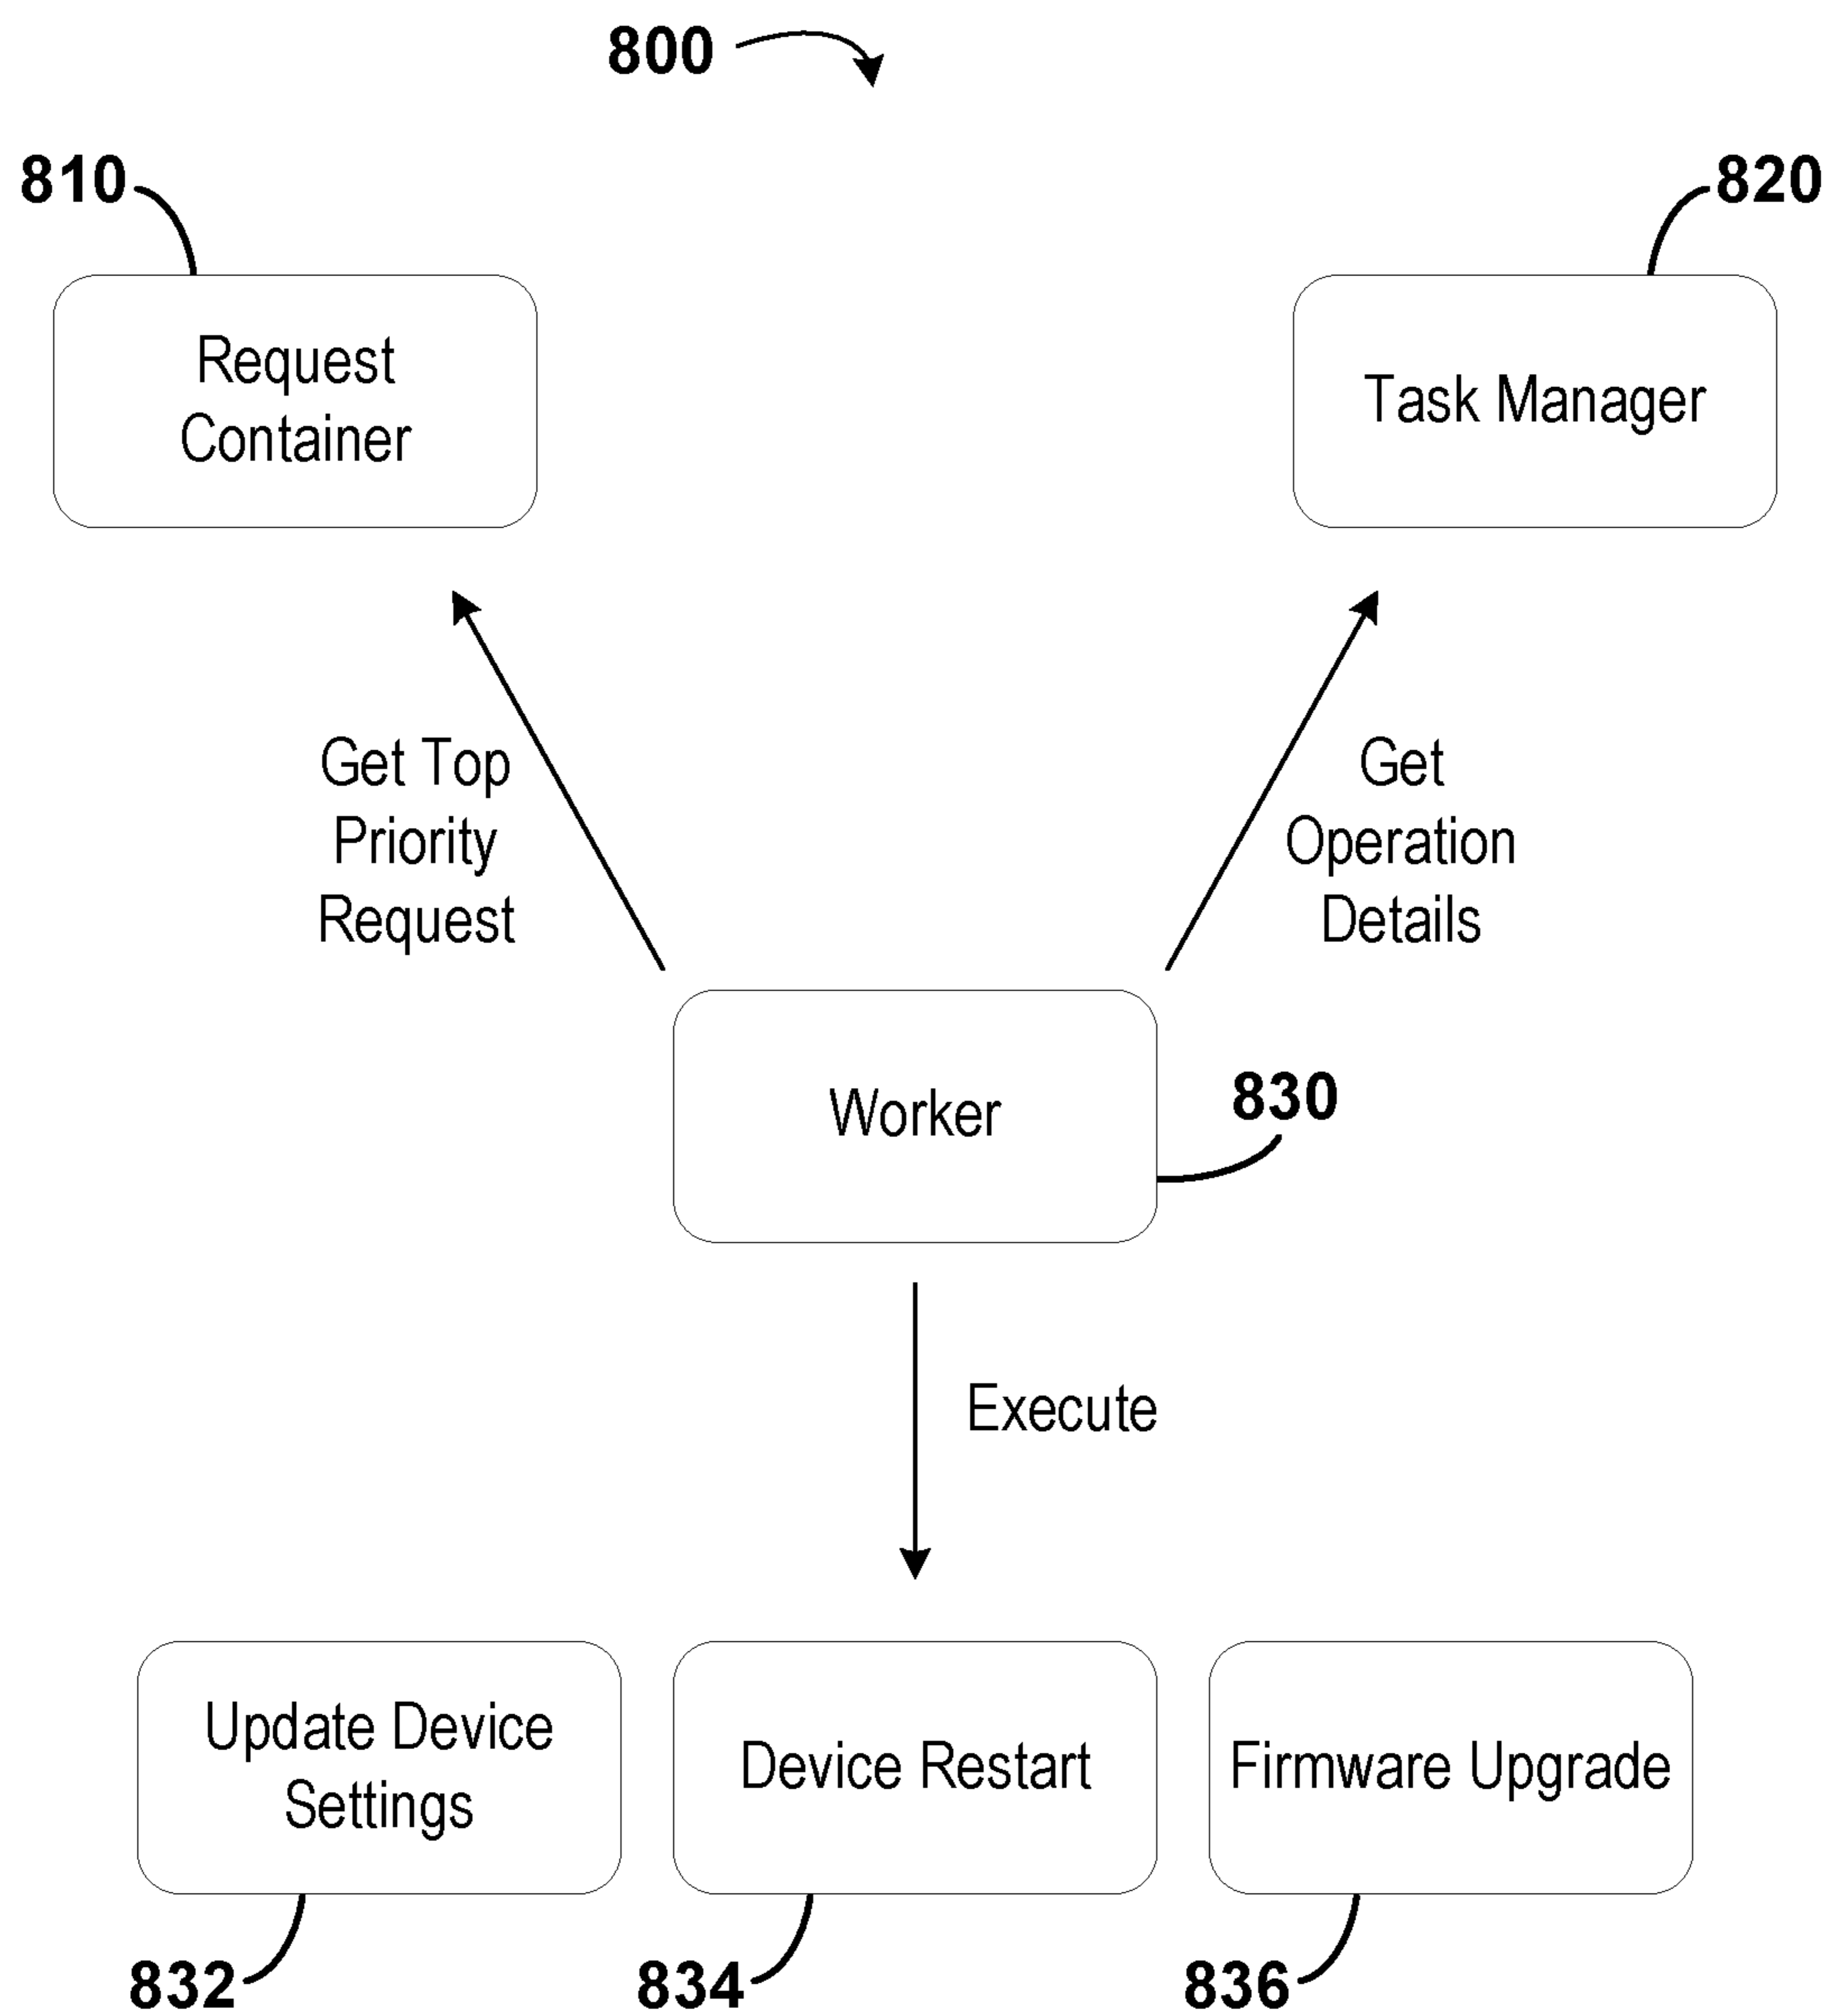 800
810
820
Request
Container
Task Manager
Get Top
Priority
Request
Get
Operation
Details
Worker
830
Execute
Update Device
Settings
Device Restart
Firmware Upgrade
832
834
836